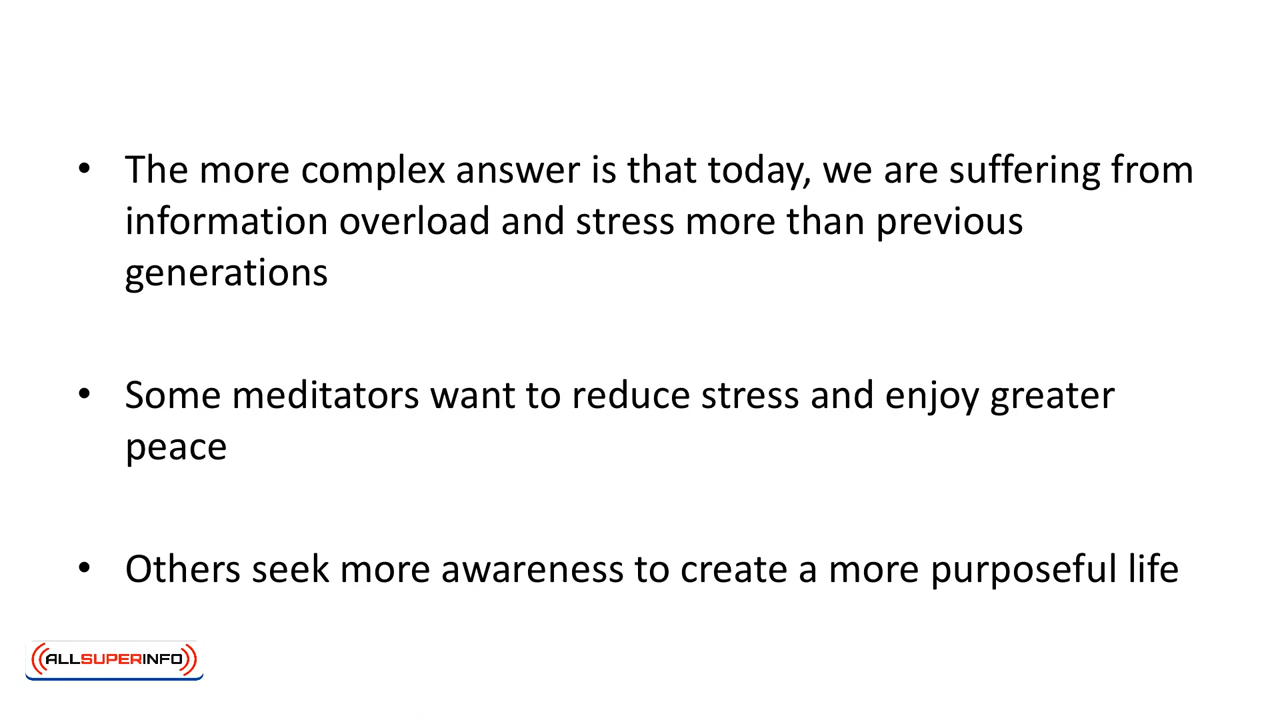 • The more complex answer is that today, we are suffering from
information overload and stress more than previous
generations
• Some meditators want to reduce stress and enjoy greater
peace
• Others seek more awareness to create a more purposeful life
ALLSUPERINFO